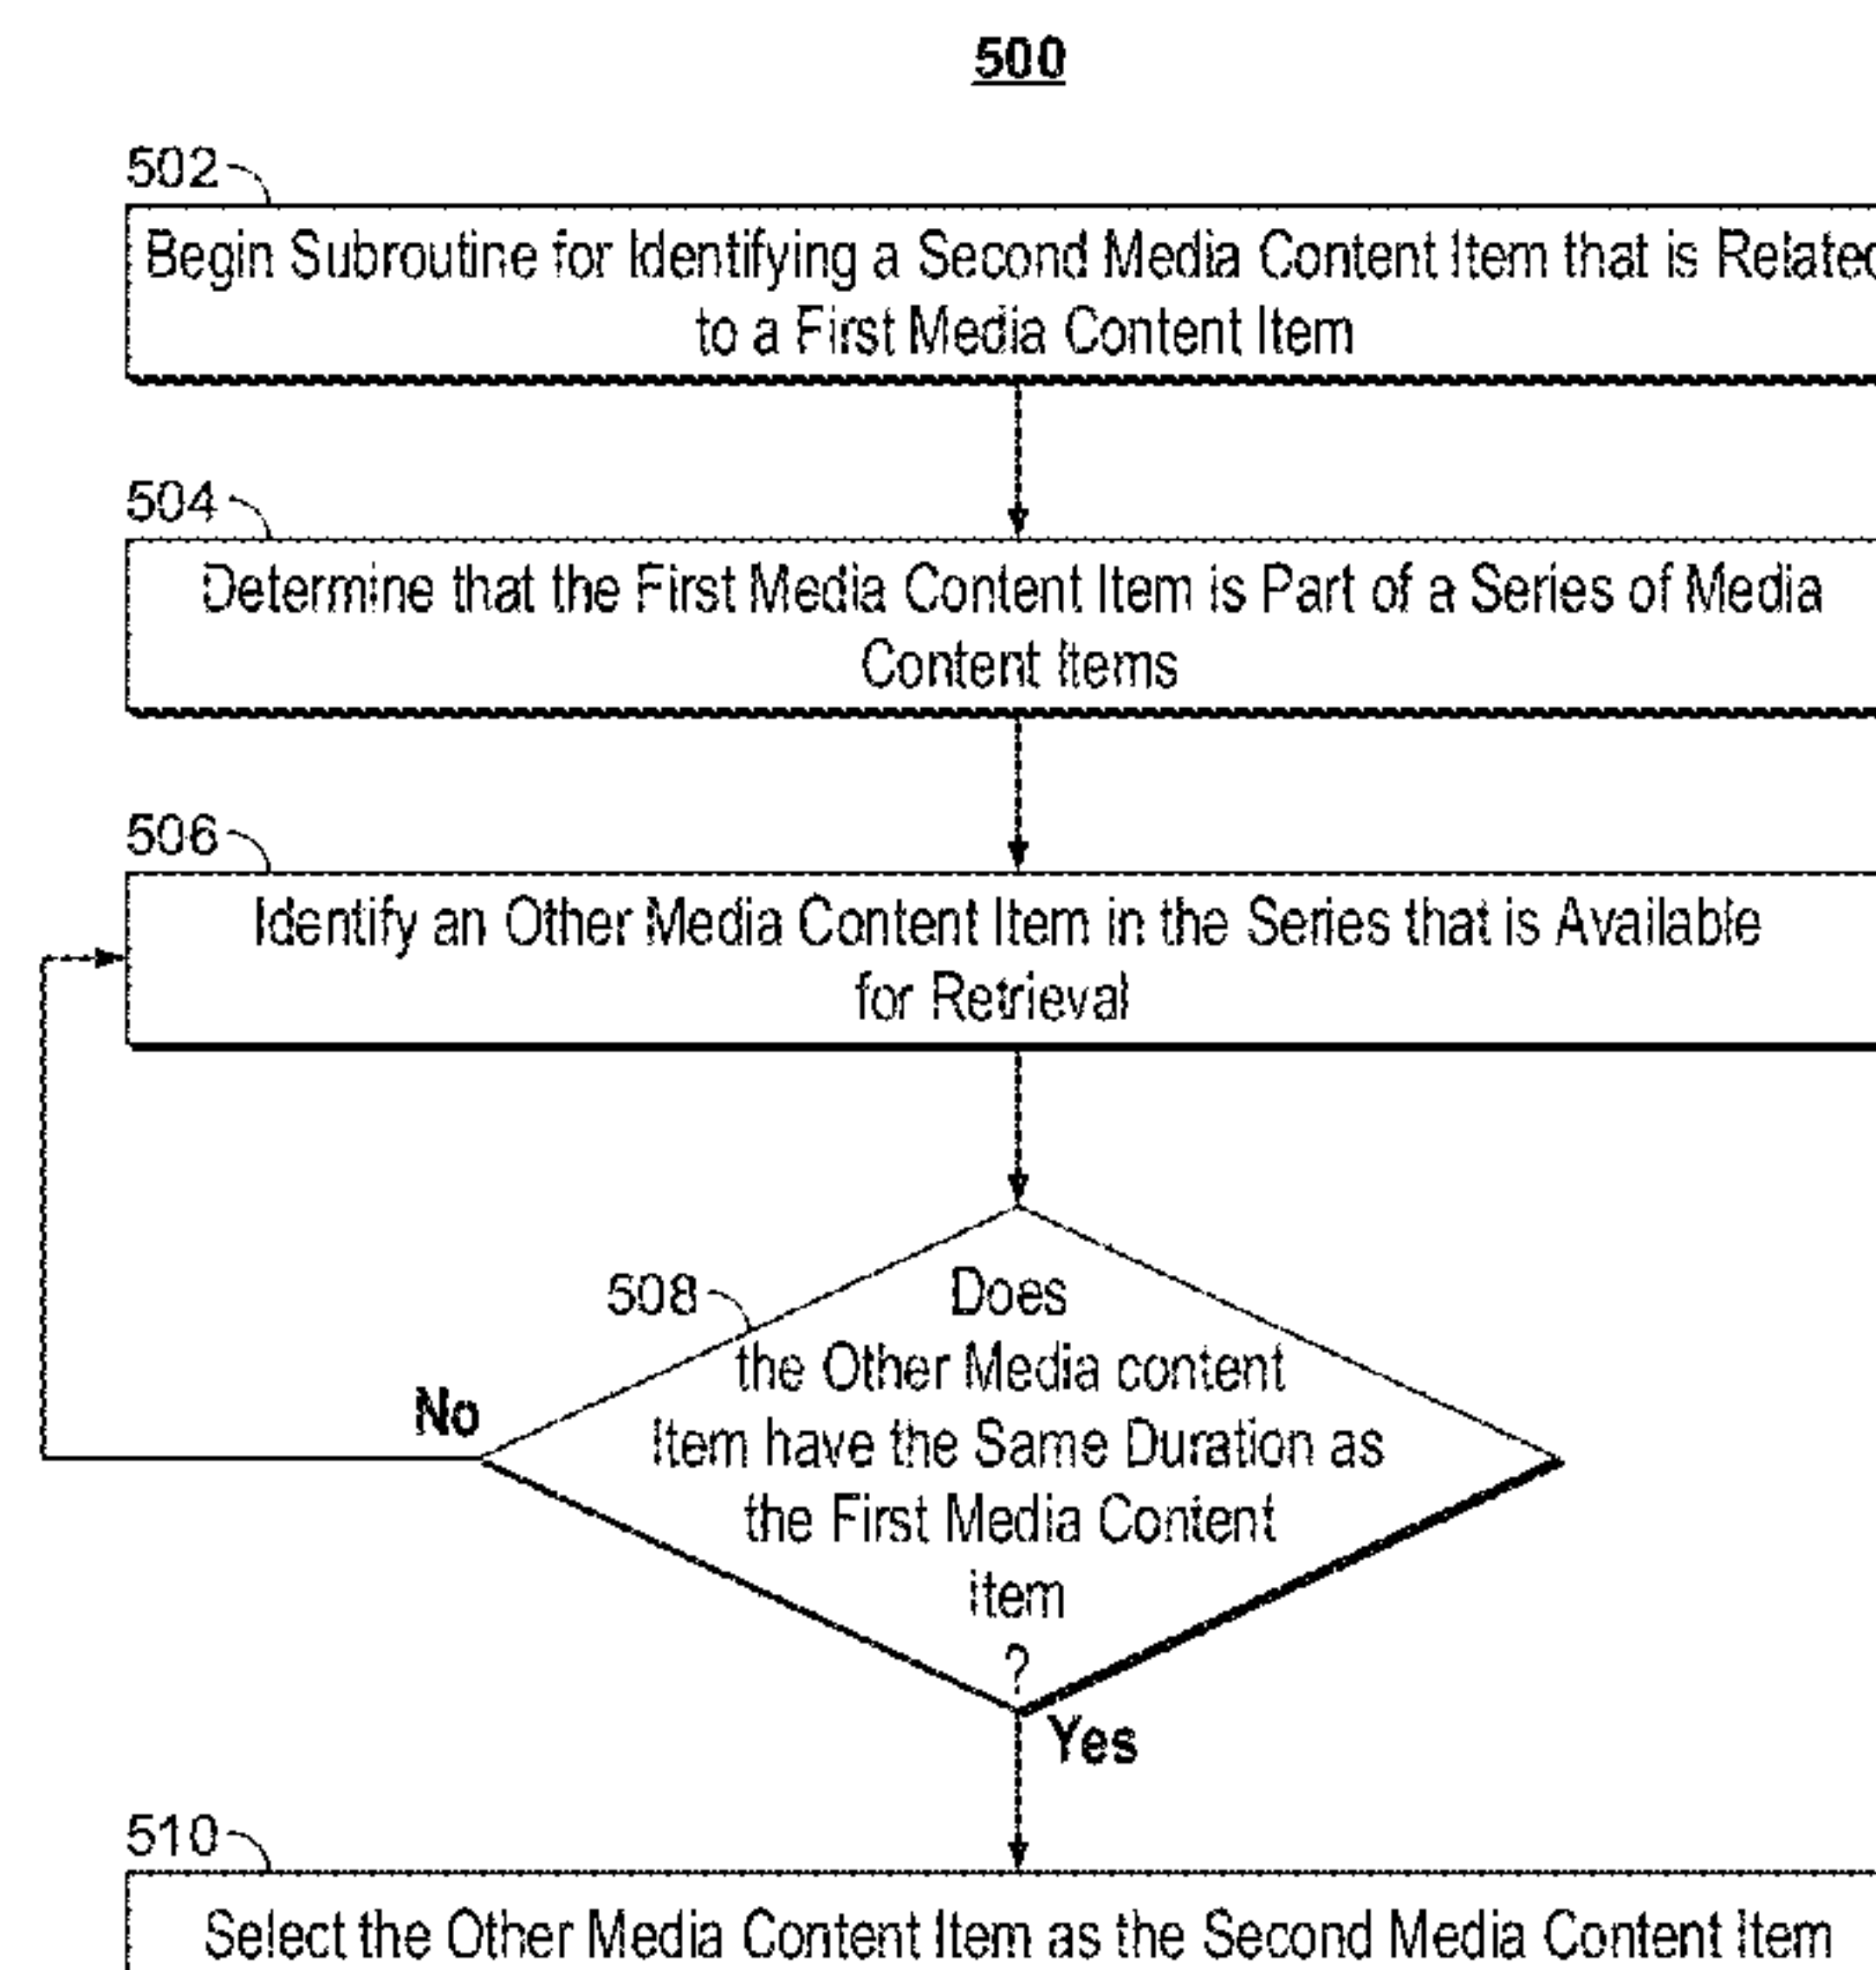 500
502
Begin Subroutine for Identifying a Second Media Content Item that is Related
to a First Media Content Item
504
Determine that the First Media Content Item is Part of a Series of Media
Content Items
506
Identify an Other Media Content Item in the Series that is Available
for Retrieval
508
Does
the Other Media content
Item have the Same Duration as
the First Media Content
item
?
No
Yes
510
Select the Other Media Content Item as the Second Media Content Item